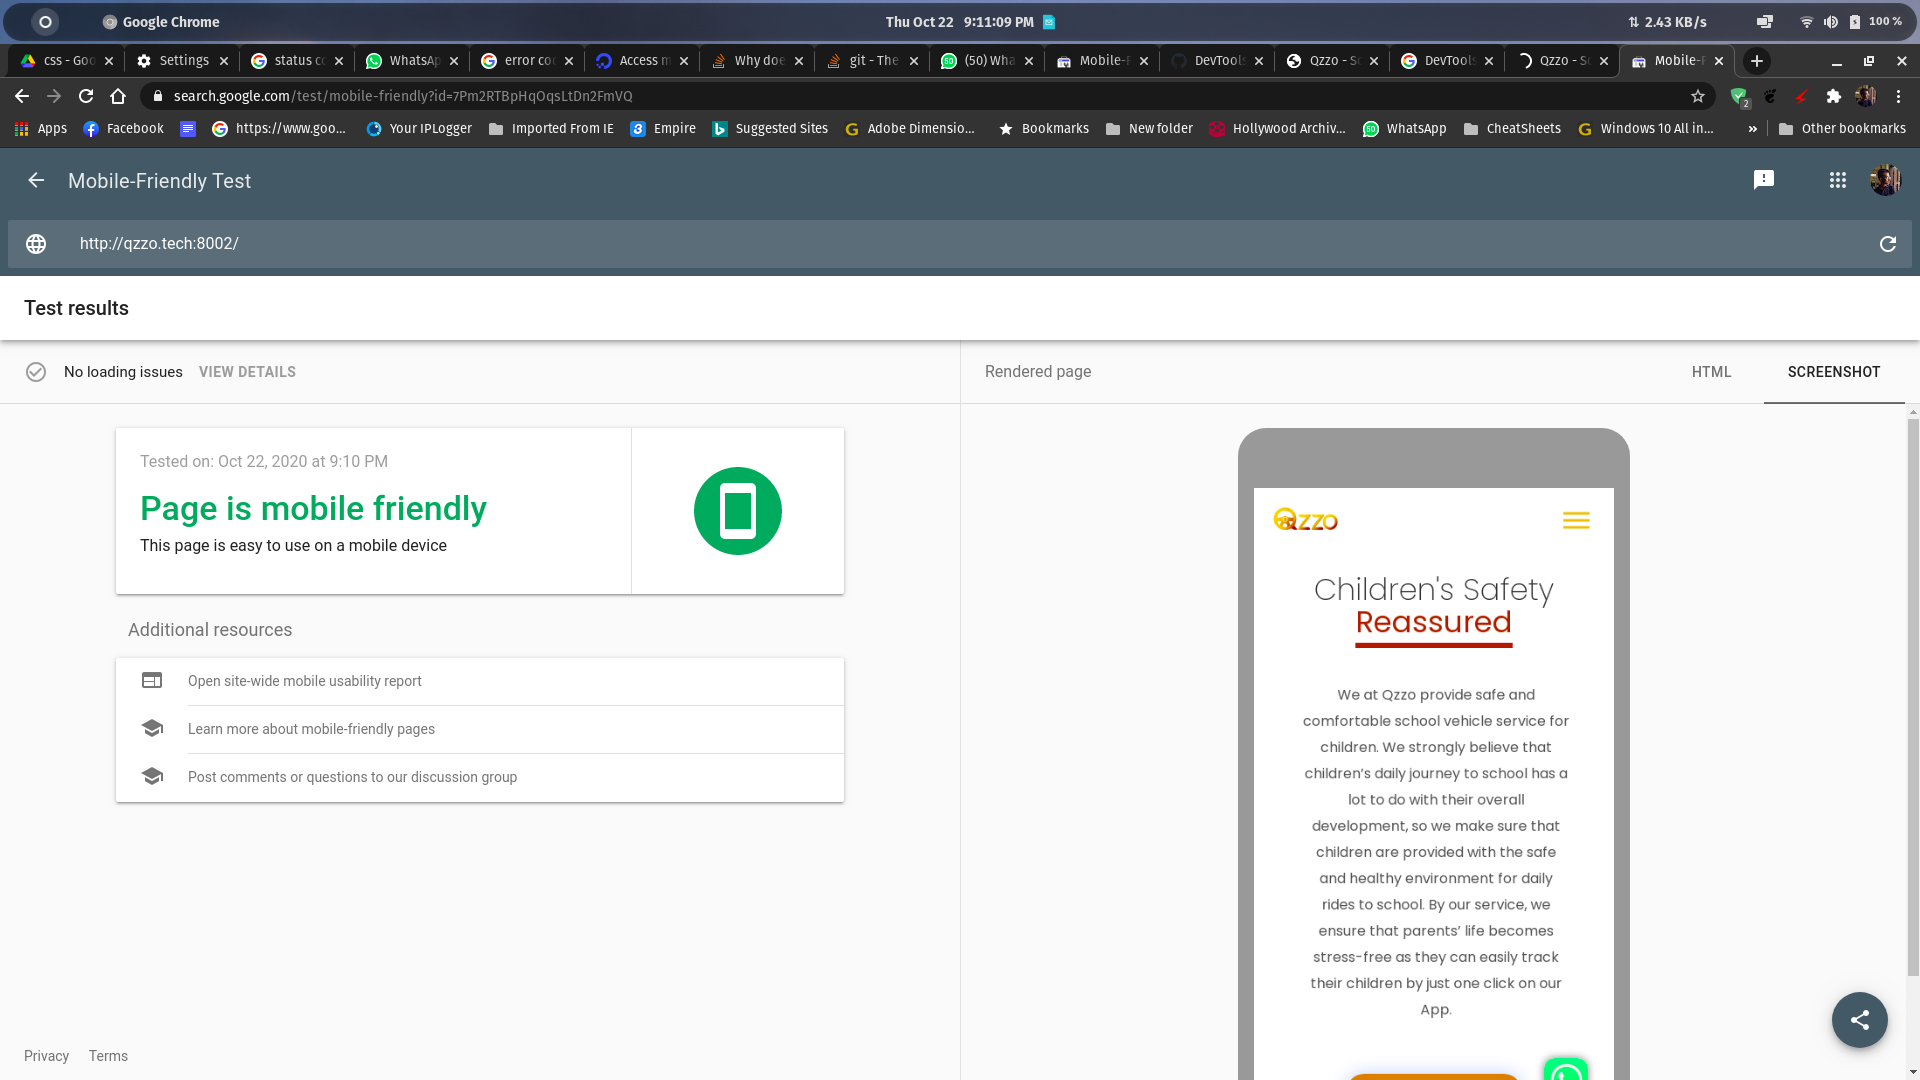 Google Chrome
Thu Oct 22 9:11:09 PM
2.43 KB/s
100 %
css - Goo
Settings
status co
WhatsAp
error co
Access m
Why doe
git - The
(50) Wha
Mobile-F
DevTools
Qzzo - Sc
DevTools
Qzzo - Sc
Mobile-F
search.google.com/test/mobile-friendly?id=7Pm2RTBpHqOqsLtDn2FmVQ
2
Apps
Facebook
https://www.goo...
Your IPLogger
Imported From IE
Empire
Suggested Sites
Adobe Dimensio...
Bookmarks
New folder
Hollywood Archiv...
WhatsApp
CheatSheets
Windows 10 All in...
»
Other bookmarks
Mobile-Friendly Test
http://qzzo.tech:8002/
Test results
No loading issues VIEW DETAILS
Rendered page
HTML
SCREENSHOT
Tested on: Oct 22, 2020 at 9:10 PM
Page is mobile friendly
This page is easy to use on a mobile device
Additional resources
Open site-wide mobile usability report
Learn more about mobile-friendly pages
Post comments or questions to our discussion group
Privacy Terms
Qzzo
Children's Safety
Reassured
We at Qzzo provide safe and
comfortable school vehicle service for
children. We strongly believe that
children’s daily journey to school has a
lot to do with their overall
development, so we make sure that
children are provided with the safe
and healthy environment for daily
rides to school. By our service, we
ensure that parents’ life becomes
stress-free as they can easily track
their children by just one click on our
App.